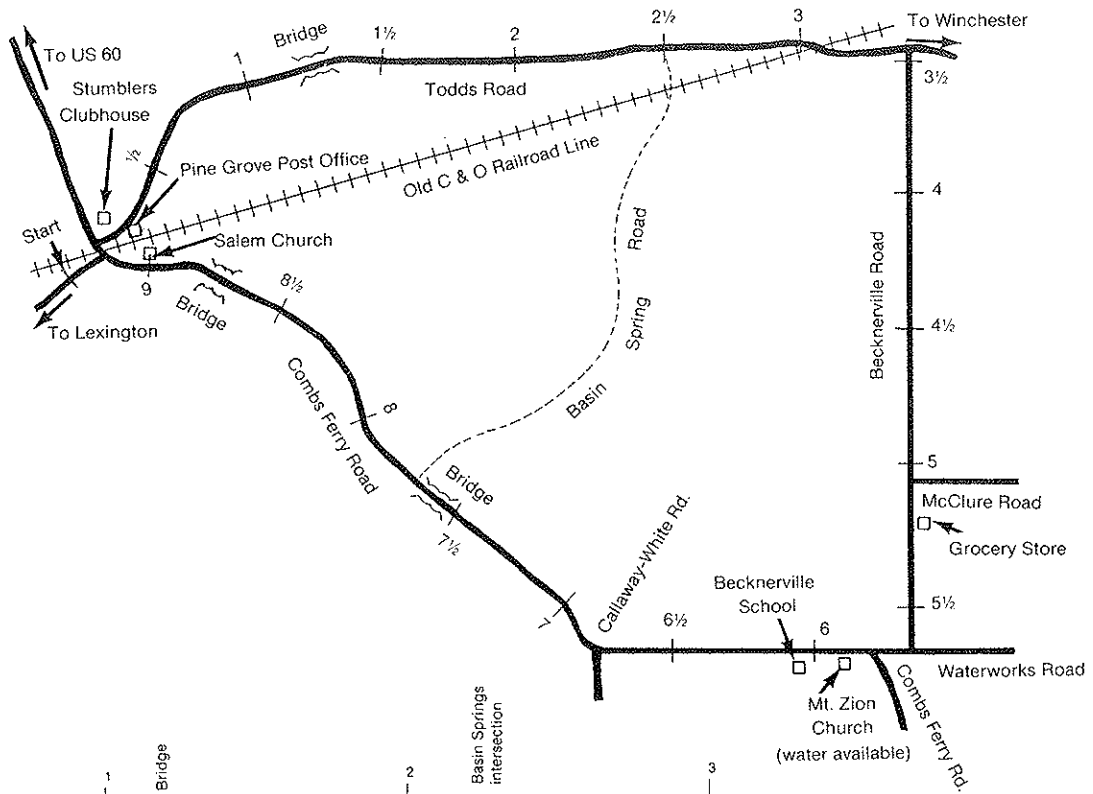 To US 60
Stumblers
Clubhouse
1
Bridge
1½
2
2½
3
To Winchester
3½
Todds Road
½
Pine Grove Post Office
Old C & O Railroad Line
4
Start
Salem Church
9
Bridge
8½
To Lexington
Road
Spring
Basin
Becknerville Road
4½
Combs Ferry Road
8
Bridge
7½
5
McClure Road
Grocery Store
Callaway-White Rd.
Becknerville
School
5½
7
6½
6
Waterworks Road
Mt. Zion
Church
(water available)
Combs Ferry Rd.
1
Bridge
2
Basin Springs
intersection
3